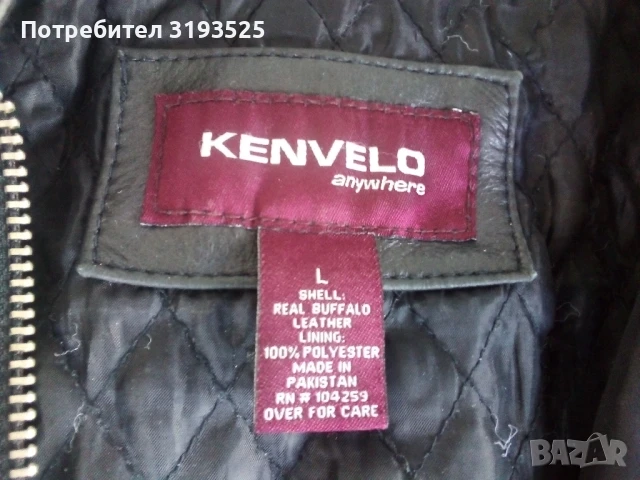 Потребител 3193525
KENVELO
anywhere
L
SHELL:
REAL BUFFALO
LEATHER
LINING:
100% POLYESTER
MADE IN
PAKISTAN
RN # 104259
OVER FOR CARE
BAZAR